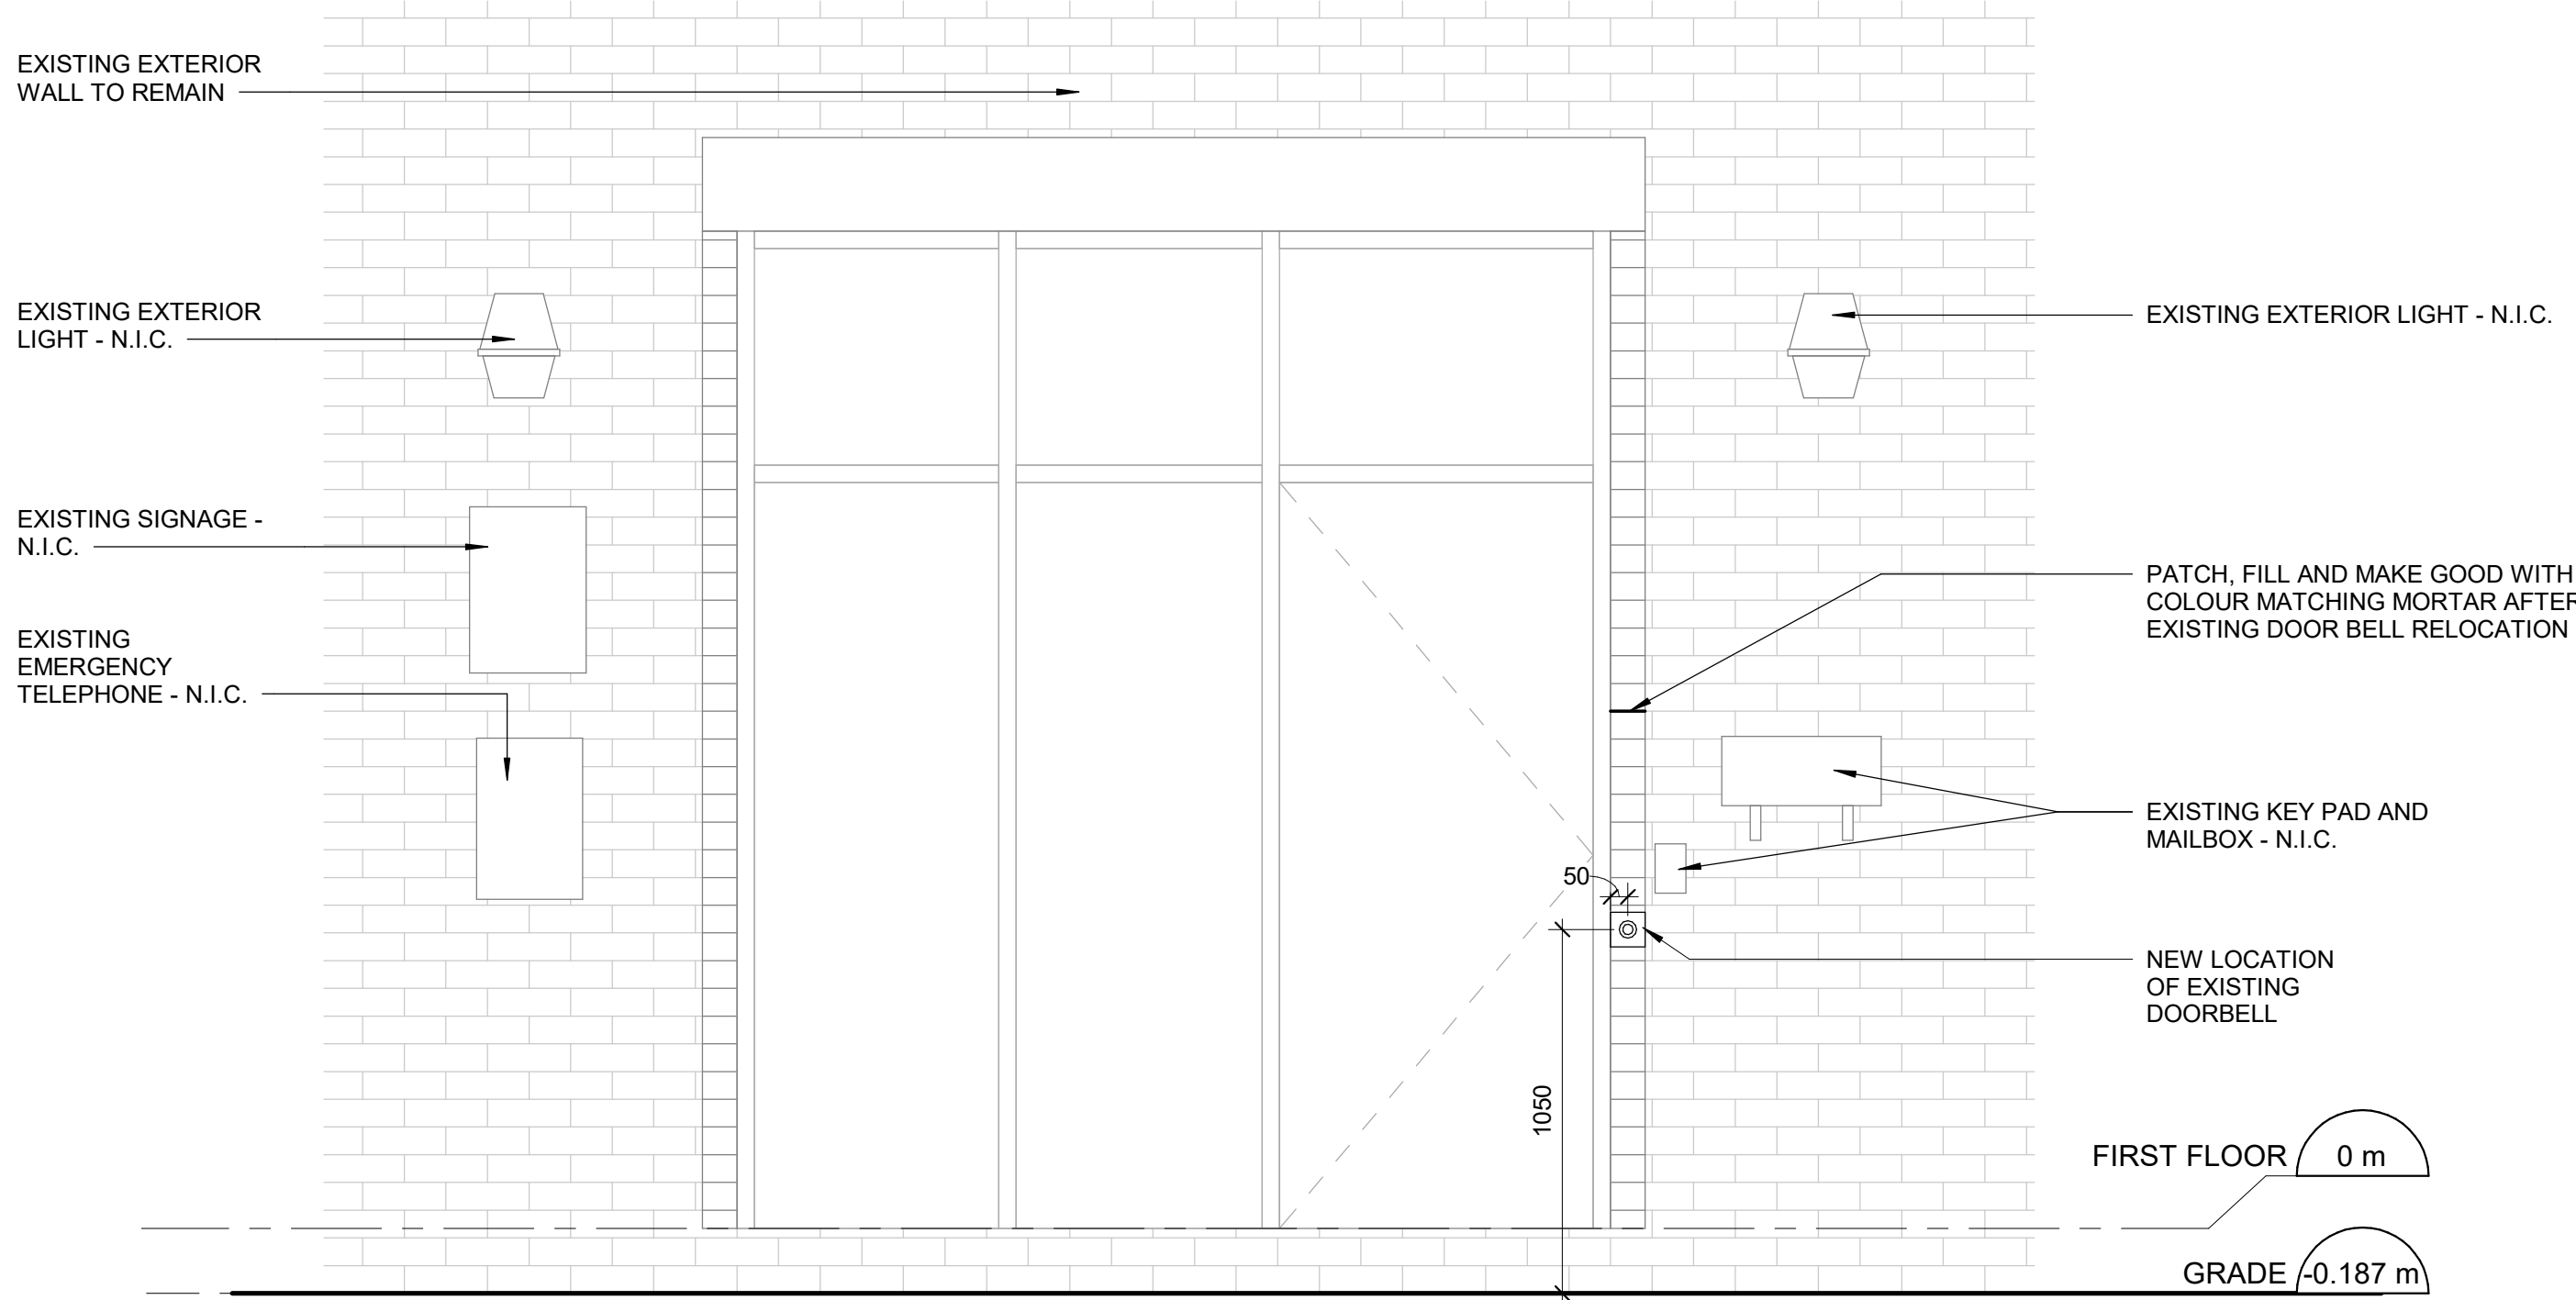 EXISTING EXTERIOR
WALL TO REMAIN
EXISTING EXTERIOR
LIGHT - N.I.C.
EXISTING SIGNAGE -
N.I.C.
EXISTING
EMERGENCY
TELEPHONE - N.I.C.
EXISTING EXTERIOR LIGHT - N.I.C.
PATCH, FILL AND MAKE GOOD WITH
COLOUR MATCHING MORTAR AFTER
EXISTING DOOR BELL RELOCATION
EXISTING KEY PAD AND
MAILBOX - N.I.C.
50
NEW LOCATION
OF EXISTING
DOORBELL
1050
FIRST FLOOR 0 m
GRADE -0.187 m